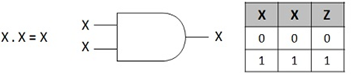 X.X = X
X
X
X
X X Z
0 0 0
1 1 1